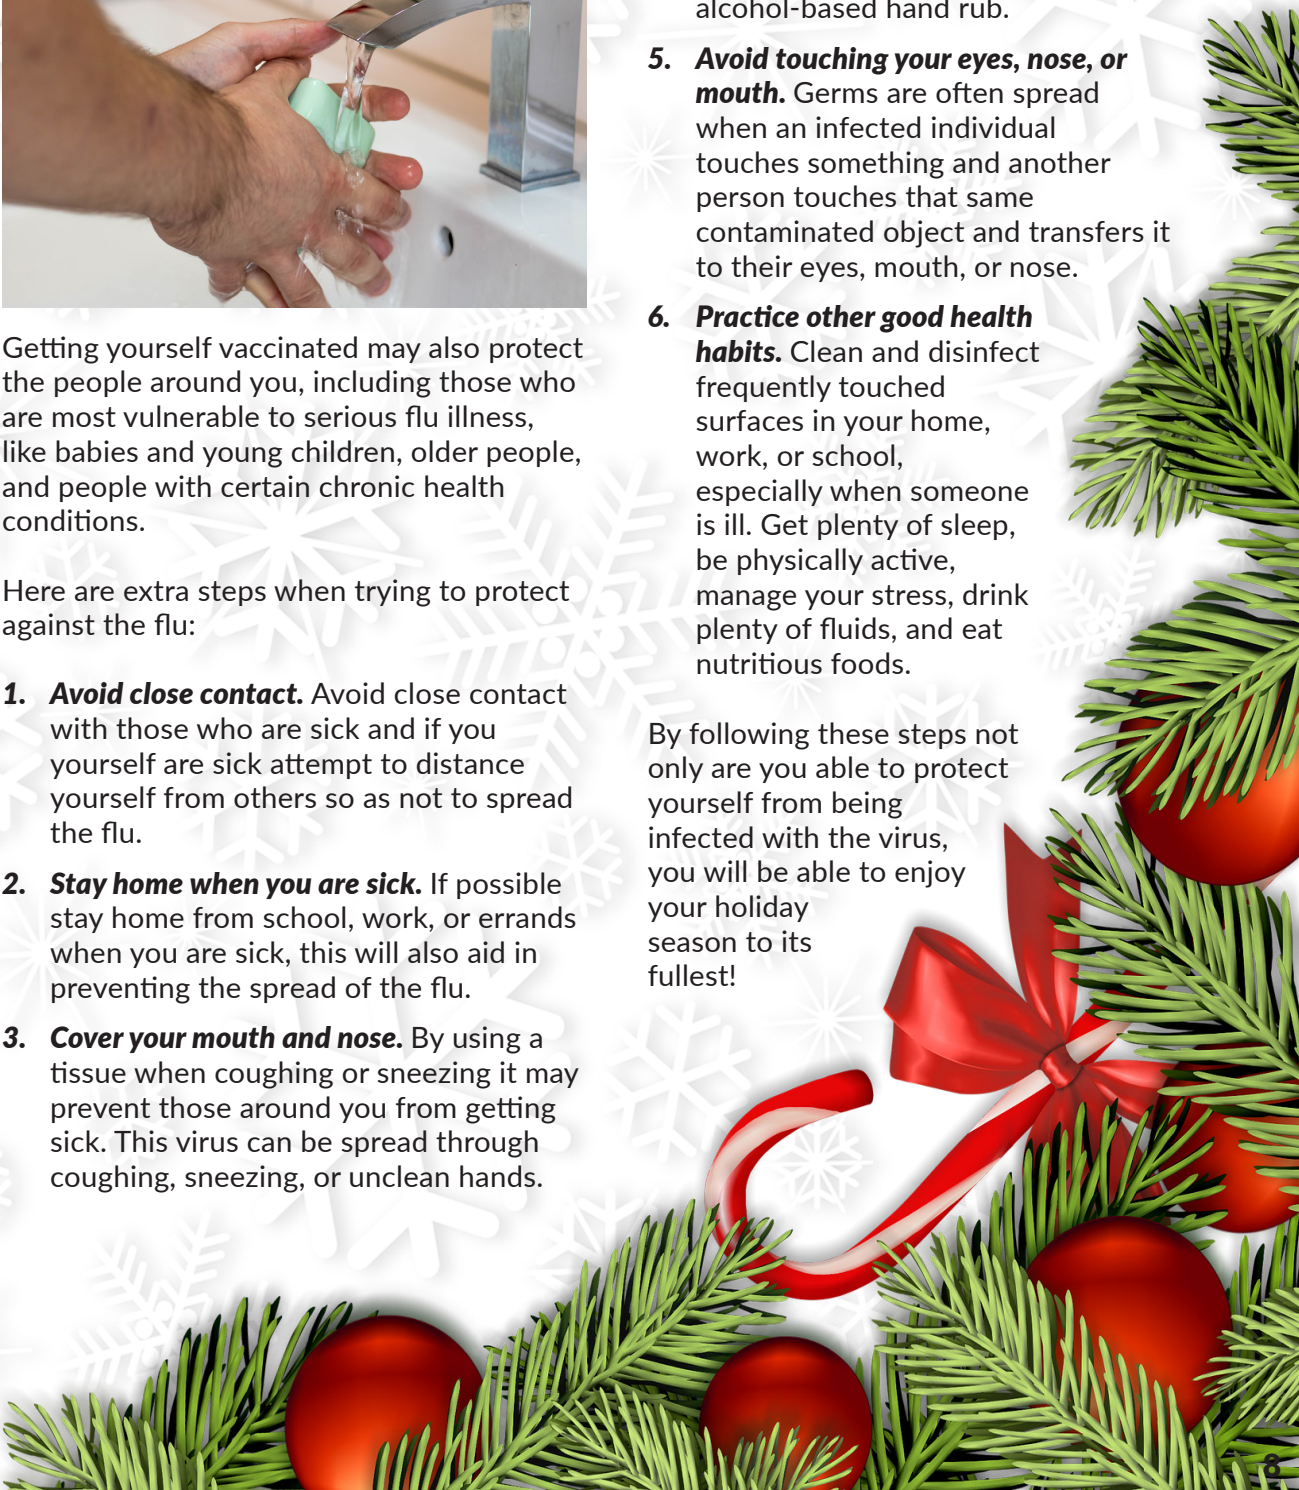 Getting yourself vaccinated may also protect
the people around you, including those who
are most vulnerable to serious flu illness,
like babies and young children, older people,
and people with certain chronic health
conditions.
Here are extra steps when trying to protect
against the flu:
1. Avoid close contact. Avoid close contact
with those who are sick and if you
yourself are sick attempt to distance
yourself from others so as not to spread
the flu.
2. Stay home when you are sick. If possible
stay home from school, work, or errands
when you are sick, this will also aid in
preventing the spread of the flu.
3. Cover your mouth and nose. By using a
tissue when coughing or sneezing it may
prevent those around you from getting
sick. This virus can be spread through
coughing, sneezing, or unclean hands.
alcohol-based hand rub.
5. Avoid touching your eyes, nose, or
mouth. Germs are often spread
when an infected individual
touches something and another
person touches that same
contaminated object and transfers it
to their eyes, mouth, or nose.
6. Practice other good health
habits. Clean and disinfect
frequently touched
surfaces in your home,
work, or school,
especially when someone
is ill. Get plenty of sleep,
be physically active,
manage your stress, drink
plenty of fluids, and eat
nutritious foods.
By following these steps not
only are you able to protect
yourself from being
infected with the virus,
you will be able to enjoy
your holiday
season to its
fullest!
8